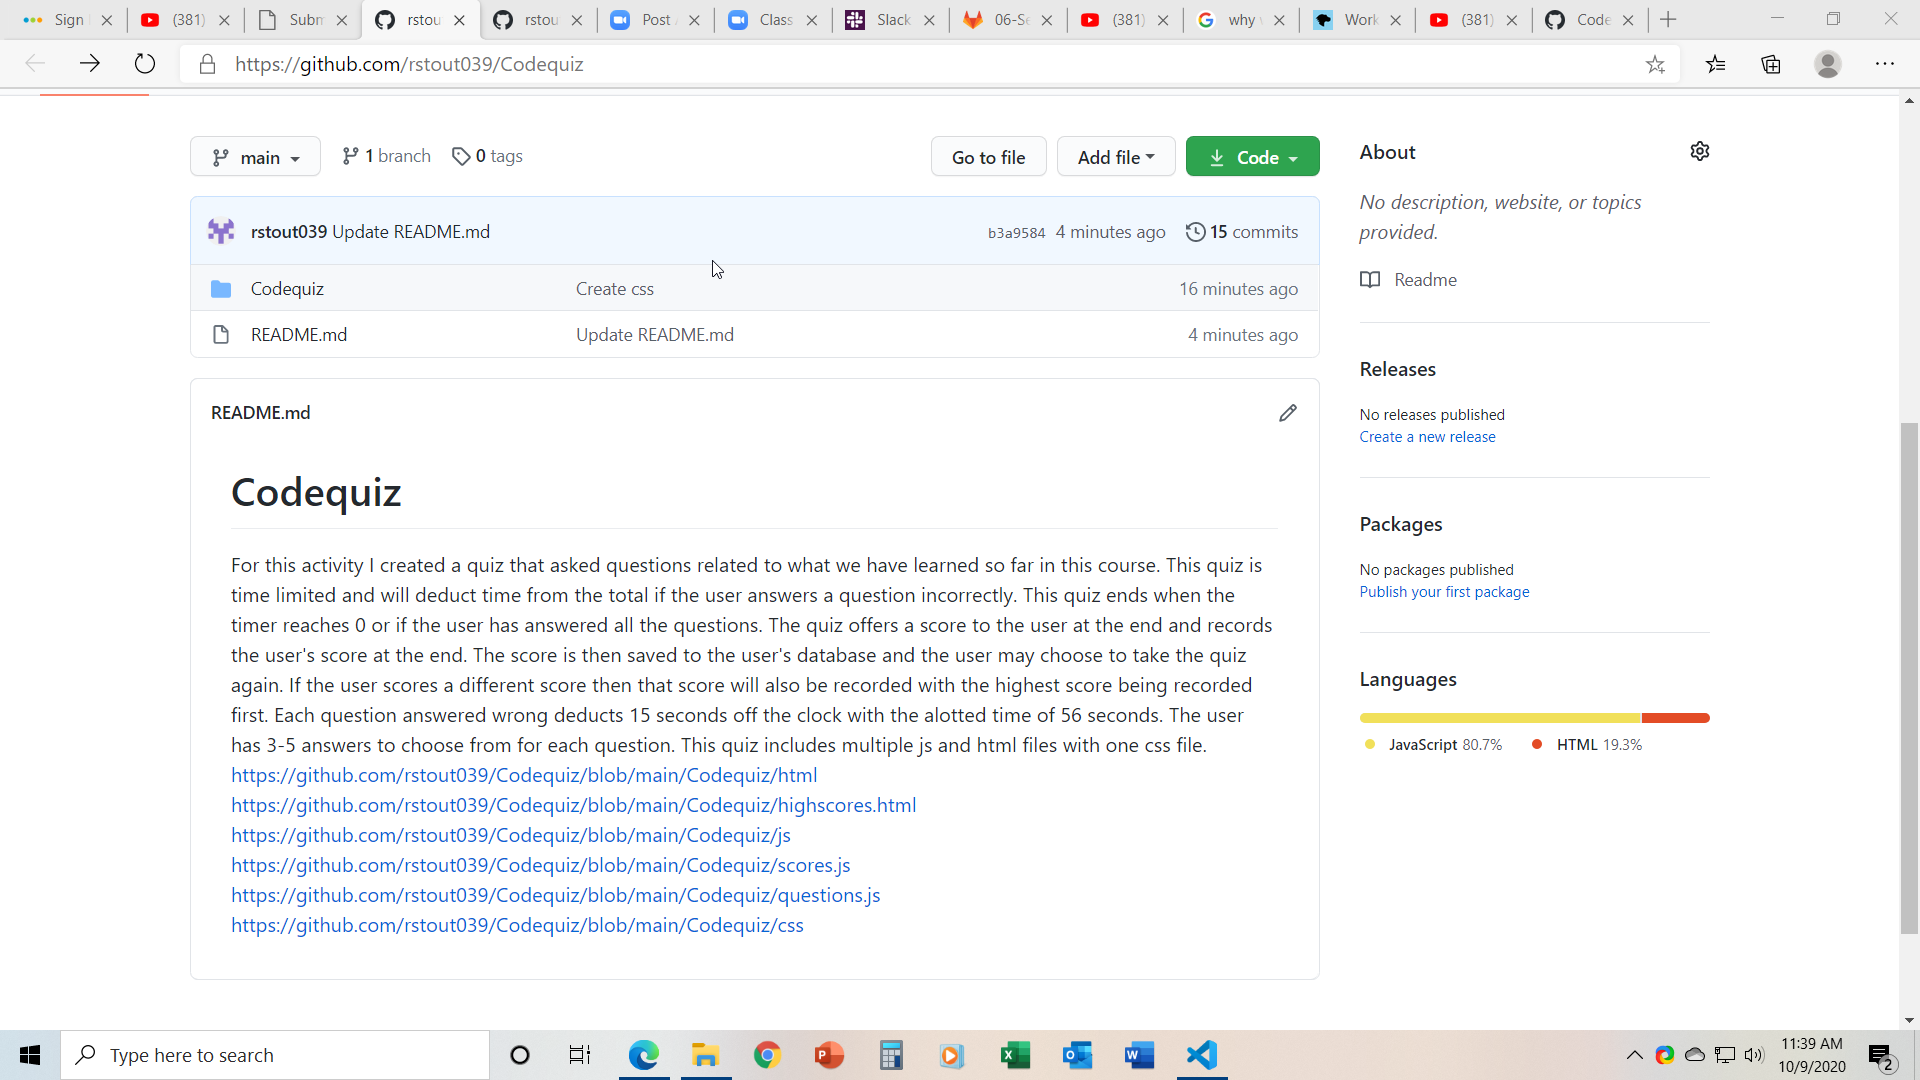 Sign
(381)
Subm
rstou
rstou
Post
Class
Slack
06-Se
(381)
why
Work
(381)
Code
https://github.com/rstout039/Codequiz
main
1 branch
0 tags
Go to file
Add file
Code
rstout039 Update README.md
b3a9584 4 minutes ago
15 commits
Codequiz
Create css
16 minutes ago
README.md
Update README.md
4 minutes ago
README.md
Codequiz
For this activity I created a quiz that asked questions related to what we have learned so far in this course. This quiz is
time limited and will deduct time from the total if the user answers a question incorrectly. This quiz ends when the
timer reaches 0 or if the user has answered all the questions. The quiz offers a score to the user at the end and records
the user's score at the end. The score is then saved to the user's database and the user may choose to take the quiz
again. If the user scores a different score then that score will also be recorded with the highest score being recorded
first. Each question answered wrong deducts 15 seconds off the clock with the alotted time of 56 seconds. The user
has 3-5 answers to choose from for each question. This quiz includes multiple js and html files with one css file.
https://github.com/rstout039/Codequiz/blob/main/Codequiz/html
https://github.com/rstout039/Codequiz/blob/main/Codequiz/highscores.html
https://github.com/rstout039/Codequiz/blob/main/Codequiz/js
https://github.com/rstout039/Codequiz/blob/main/Codequiz/scores.js
https://github.com/rstout039/Codequiz/blob/main/Codequiz/questions.js
https://github.com/rstout039/Codequiz/blob/main/Codequiz/css
About
No description, website, or topics
provided.
Readme
Releases
No releases published
Create a new release
Packages
No packages published
Publish your first package
Languages
JavaScript 80.7%
HTML 19.3%
Type here to search
11:39 AM
10/9/2020
2